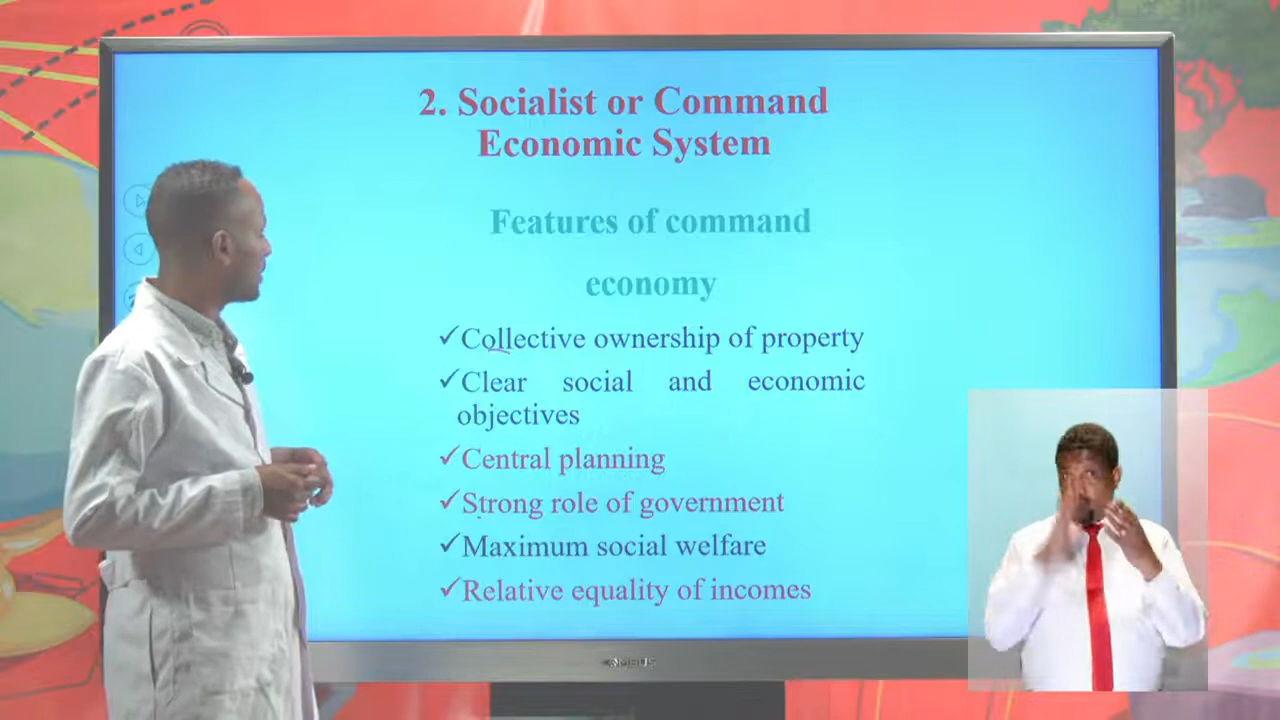 2. Socialist or Command
Economic System
Features of command
economy
✓Collective ownership of property
✓Clear social and economic
objectives
✓Central planning
✓Strong role of government
✓Maximum social welfare
✓Relative equality of incomes